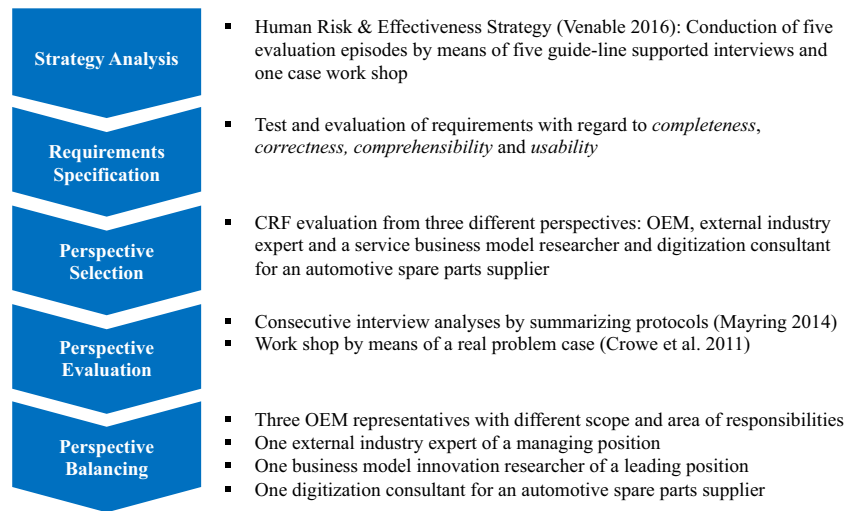 Strategy Analysis
▪ Human Risk & Effectiveness Strategy (Venable 2016): Conduction of five
evaluation episodes by means of five guide-line supported interviews and
one case work shop
Requirements
Specification
▪ Test and evaluation of requirements with regard to completeness,
correctness, comprehensibility and usability
Perspective
Selection
▪ CRF evaluation from three different perspectives: OEM, external industry
expert and a service business model researcher and digitization consultant
for an automotive spare parts supplier
Perspective
Evaluation
▪ Consecutive interview analyses by summarizing protocols (Mayring 2014)
▪ Work shop by means of a real problem case (Crowe et al. 2011)
Perspective
Balancing
▪ Three OEM representatives with different scope and area of responsibilities
▪ One external industry expert of a managing position
▪ One business model innovation researcher of a leading position
▪ One digitization consultant for an automotive spare parts supplier